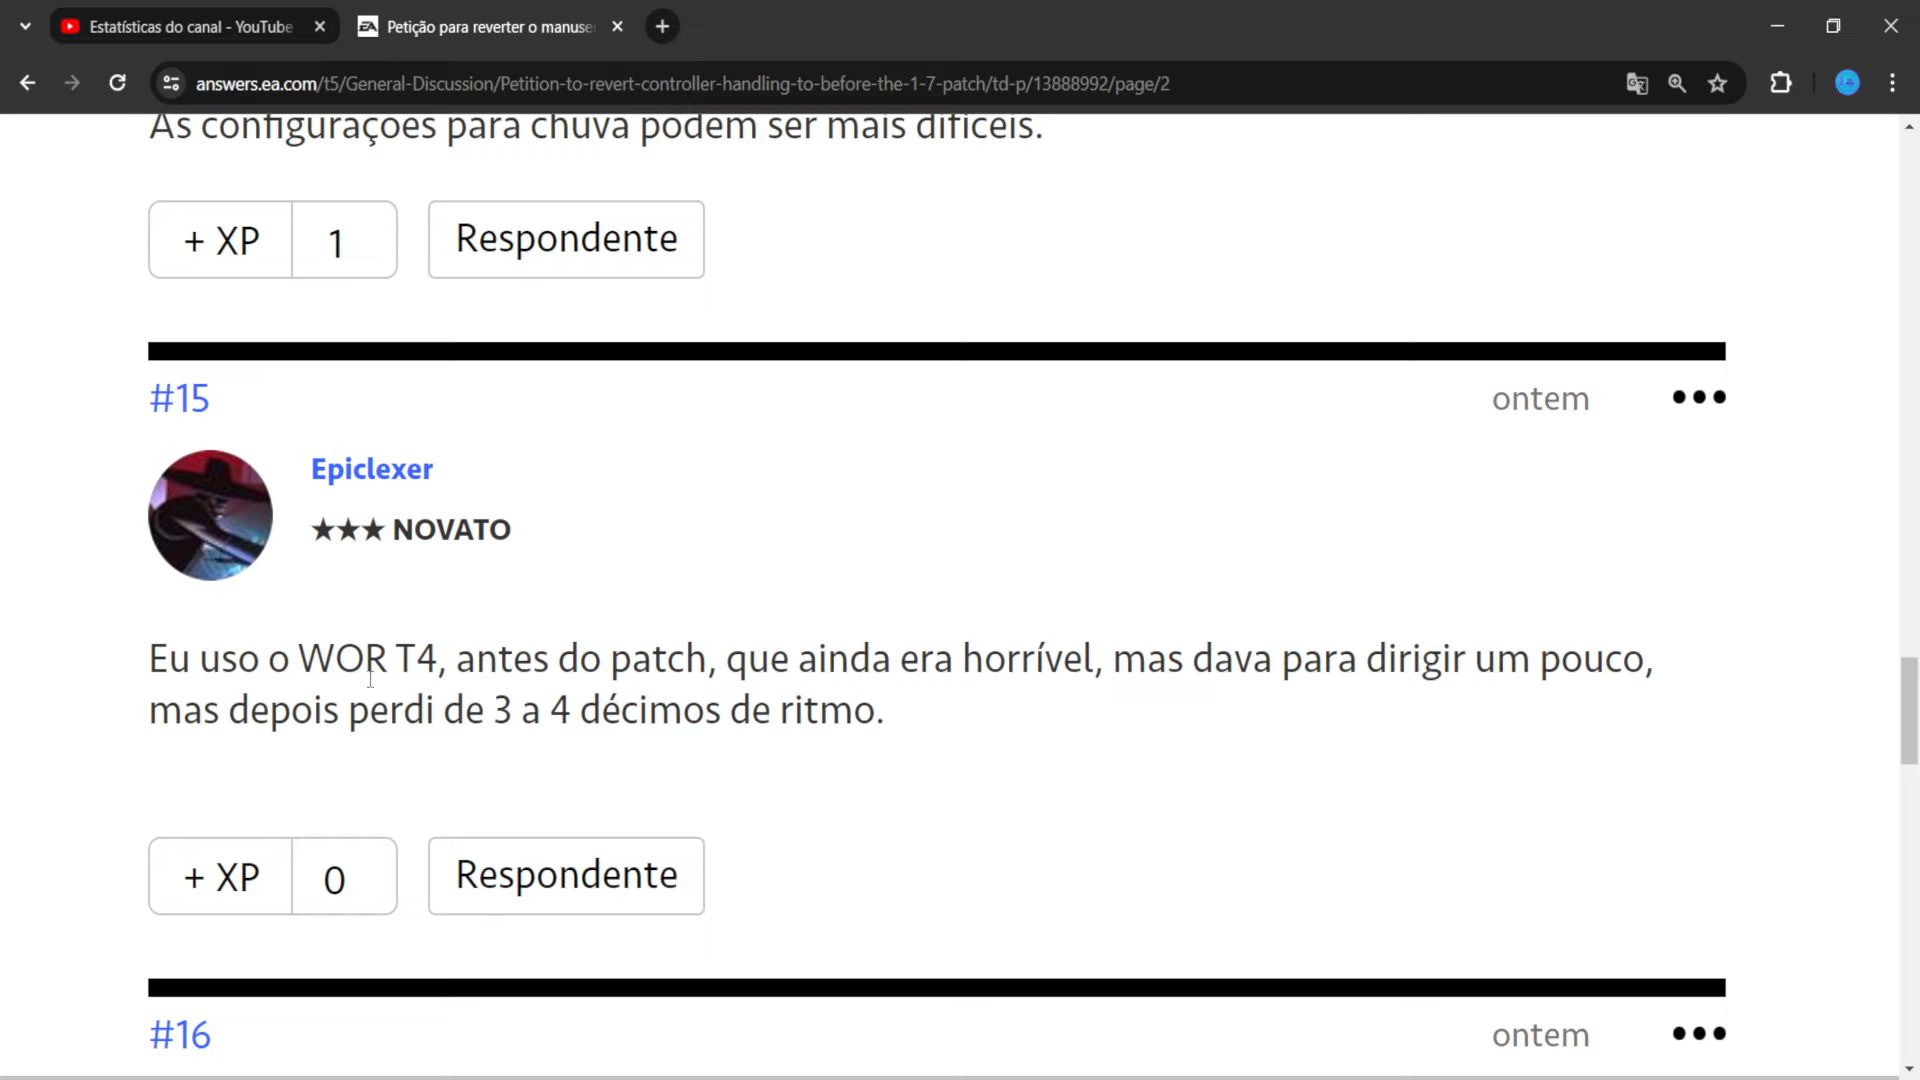 Estatísticas do canal - YouTube
EA
Petição para reverter o manuse
answers.ea.com/t5/General-Discussion/Petition-to-revert-controller-handling-to-before-the-1-7-patch/td-p/13888992/page/2
As configurações para chuva podem ser mais difíceis.
+ XP 1 Respondente
#15 ontem
Epiclexer
★★★ NOVATO
Eu uso o WOR T4, antes do patch, que ainda era horrível, mas dava para dirigir um pouco,
mas depois perdi de 3 a 4 décimos de ritmo.
+ XP 0 Respondente
#16 ontem